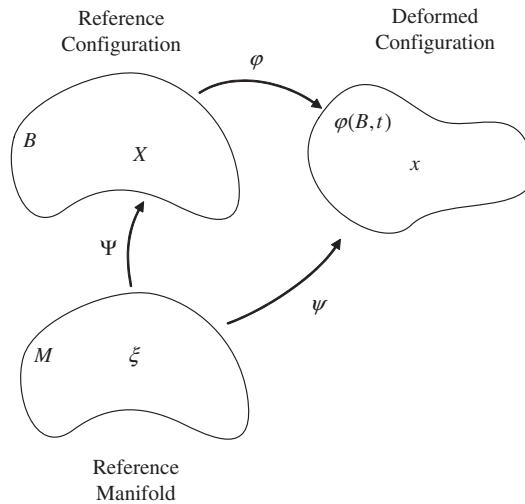 Reference
Configuration
Deformed
Configuration
φ
B
X
φ(B,t)
x
Ψ
ψ
M
ξ
Reference
Manifold